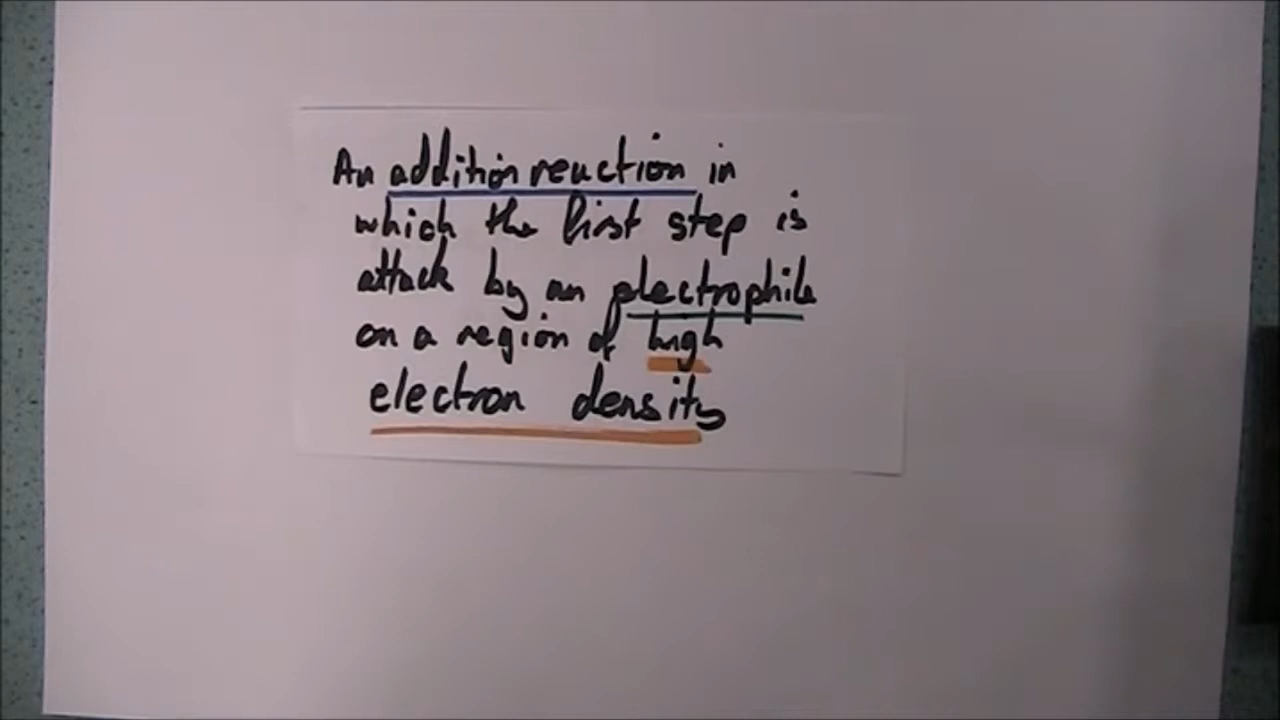 An addition reaction in
which the first step is
attack by an electrophile
on a region of high
electron density